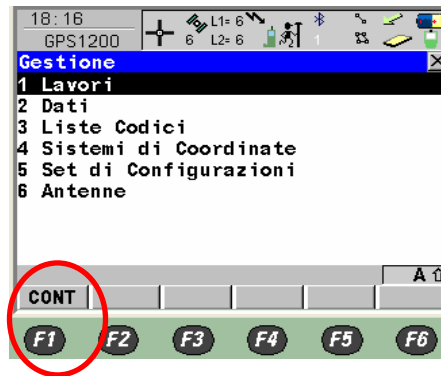 18:16
GPS1200
6
L1= 6
L2= 6
1
Gestione
1 Lavori
2 Dati
3 Liste Codici
4 Sistemi di Coordinate
5 Set di Configurazioni
6 Antenne
A
CONT
F1 F2 F3 F4 F5 F6